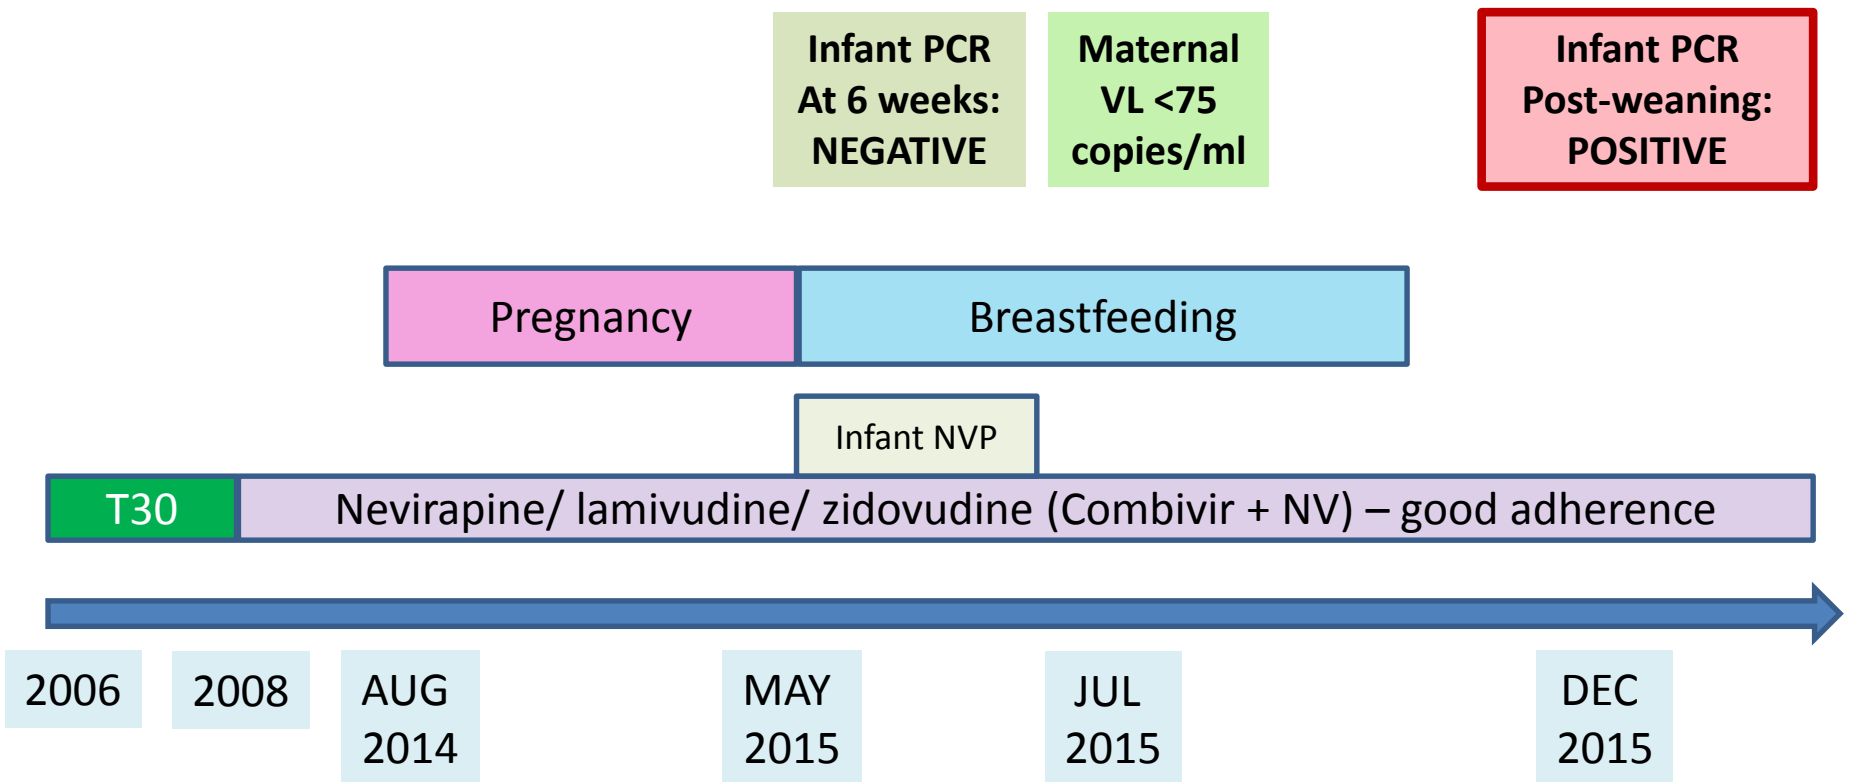 Infant PCR
At 6 weeks:
NEGATIVE
Maternal
VL <75
copies/ml
Infant PCR
Post-weaning:
POSITIVE
Pregnancy
Breastfeeding
Infant NVP
T30
Nevirapine/ lamivudine/ zidovudine (Combivir + NV) – good adherence
2006
2008
AUG
2014
MAY
2015
JUL
2015
DEC
2015